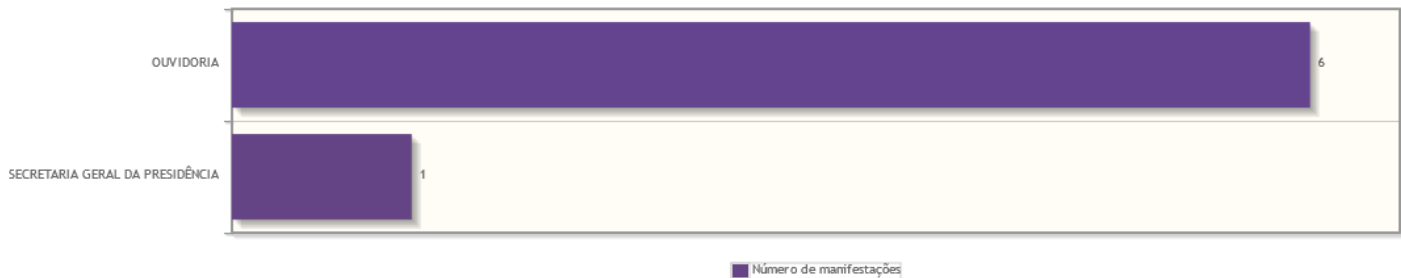 OUVIDORIA
6
SECRETARIA GERAL DA PRESIDÊNCIA
1
Número de manifestações